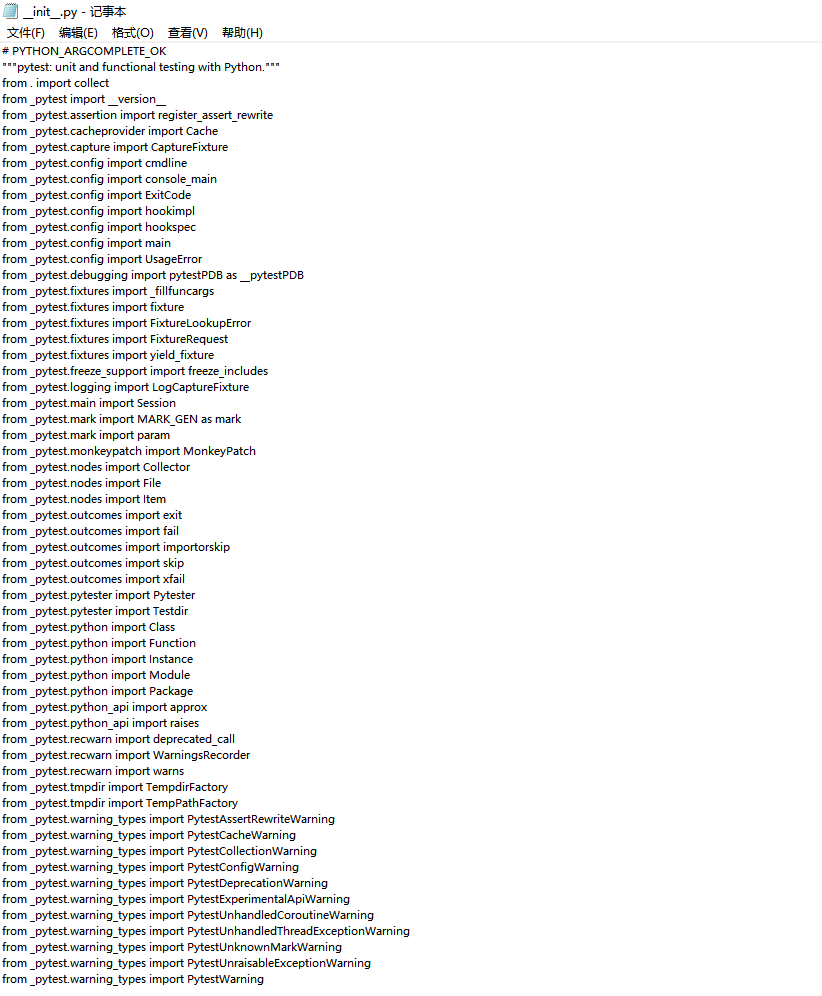 __init__.py - 记事本
文件(F) 编辑(E) 格式(O) 查看(V) 帮助(H)
# PYTHON_ARGCOMPLETE_OK
"""pytest: unit and functional testing with Python."""
from . import collect
from _pytest import __version__
from _pytest.assertion import register_assert_rewrite
from _pytest.cacheprovider import Cache
from _pytest.capture import CaptureFixture
from _pytest.config import cmdline
from _pytest.config import console_main
from _pytest.config import ExitCode
from _pytest.config import hookimpl
from _pytest.config import hookspec
from _pytest.config import main
from _pytest.config import UsageError
from _pytest.debugging import pytestPDB as __pytestPDB
from _pytest.fixtures import _fillfuncargs
from _pytest.fixtures import fixture
from _pytest.fixtures import FixtureLookupError
from _pytest.fixtures import FixtureRequest
from _pytest.fixtures import yield_fixture
from _pytest.freeze_support import freeze_includes
from _pytest.logging import LogCaptureFixture
from _pytest.main import Session
from _pytest.mark import MARK_GEN as mark
from _pytest.mark import param
from _pytest.monkeypatch import MonkeyPatch
from _pytest.nodes import Collector
from _pytest.nodes import File
from _pytest.nodes import Item
from _pytest.outcomes import exit
from _pytest.outcomes import fail
from _pytest.outcomes import importorskip
from _pytest.outcomes import skip
from _pytest.outcomes import xfail
from _pytest.pytester import Pytester
from _pytest.pytester import Testdir
from _pytest.python import Class
from _pytest.python import Function
from _pytest.python import Instance
from _pytest.python import Module
from _pytest.python import Package
from _pytest.python_api import approx
from _pytest.python_api import raises
from _pytest.recwarn import deprecated_call
from _pytest.recwarn import WarningsRecorder
from _pytest.recwarn import warns
from _pytest.tmpdir import TempdirFactory
from _pytest.tmpdir import TempPathFactory
from _pytest.warning_types import PytestAssertRewriteWarning
from _pytest.warning_types import PytestCacheWarning
from _pytest.warning_types import PytestCollectionWarning
from _pytest.warning_types import PytestConfigWarning
from _pytest.warning_types import PytestDeprecationWarning
from _pytest.warning_types import PytestExperimentalApiWarning
from _pytest.warning_types import PytestUnhandledCoroutineWarning
from _pytest.warning_types import PytestUnhandledThreadExceptionWarning
from _pytest.warning_types import PytestUnknownMarkWarning
from _pytest.warning_types import PytestUnraisableExceptionWarning
from _pytest.warning_types import PytestWarning